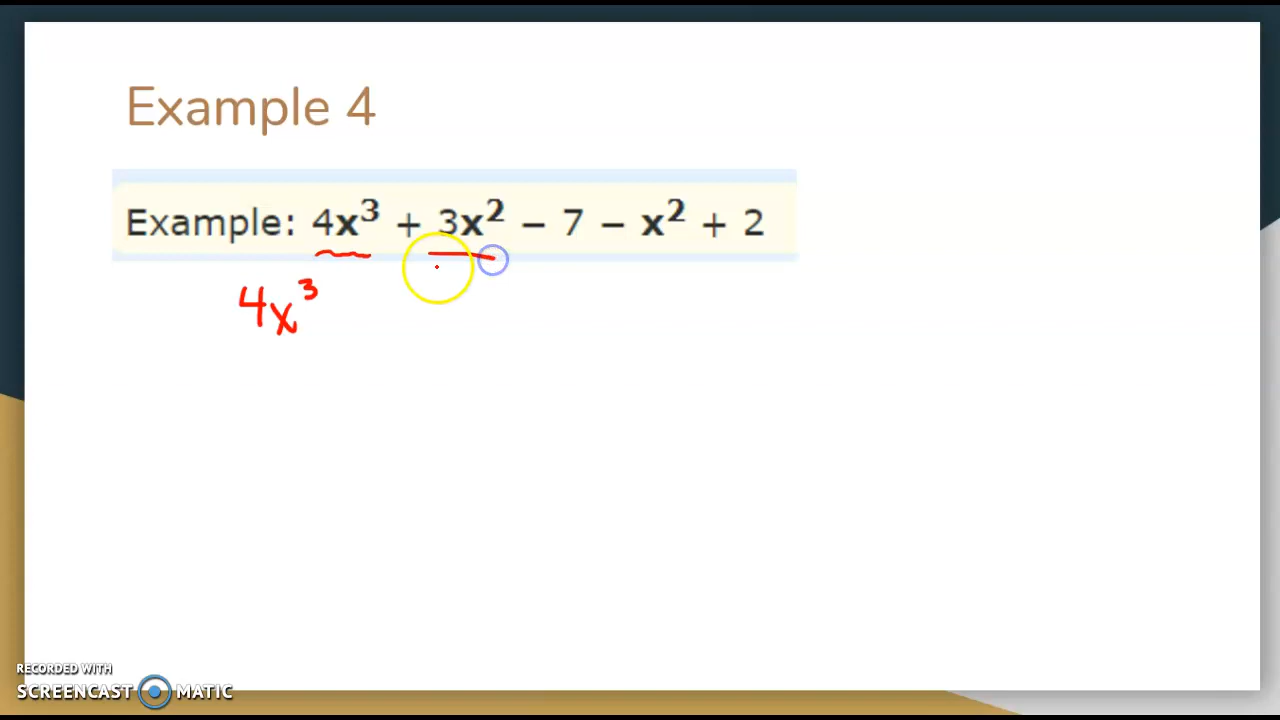 Example 4
Example: 4x³ + 3x² − 7 − x² + 2
4x³
RECORDED WITH
SCREENCAST MATIC